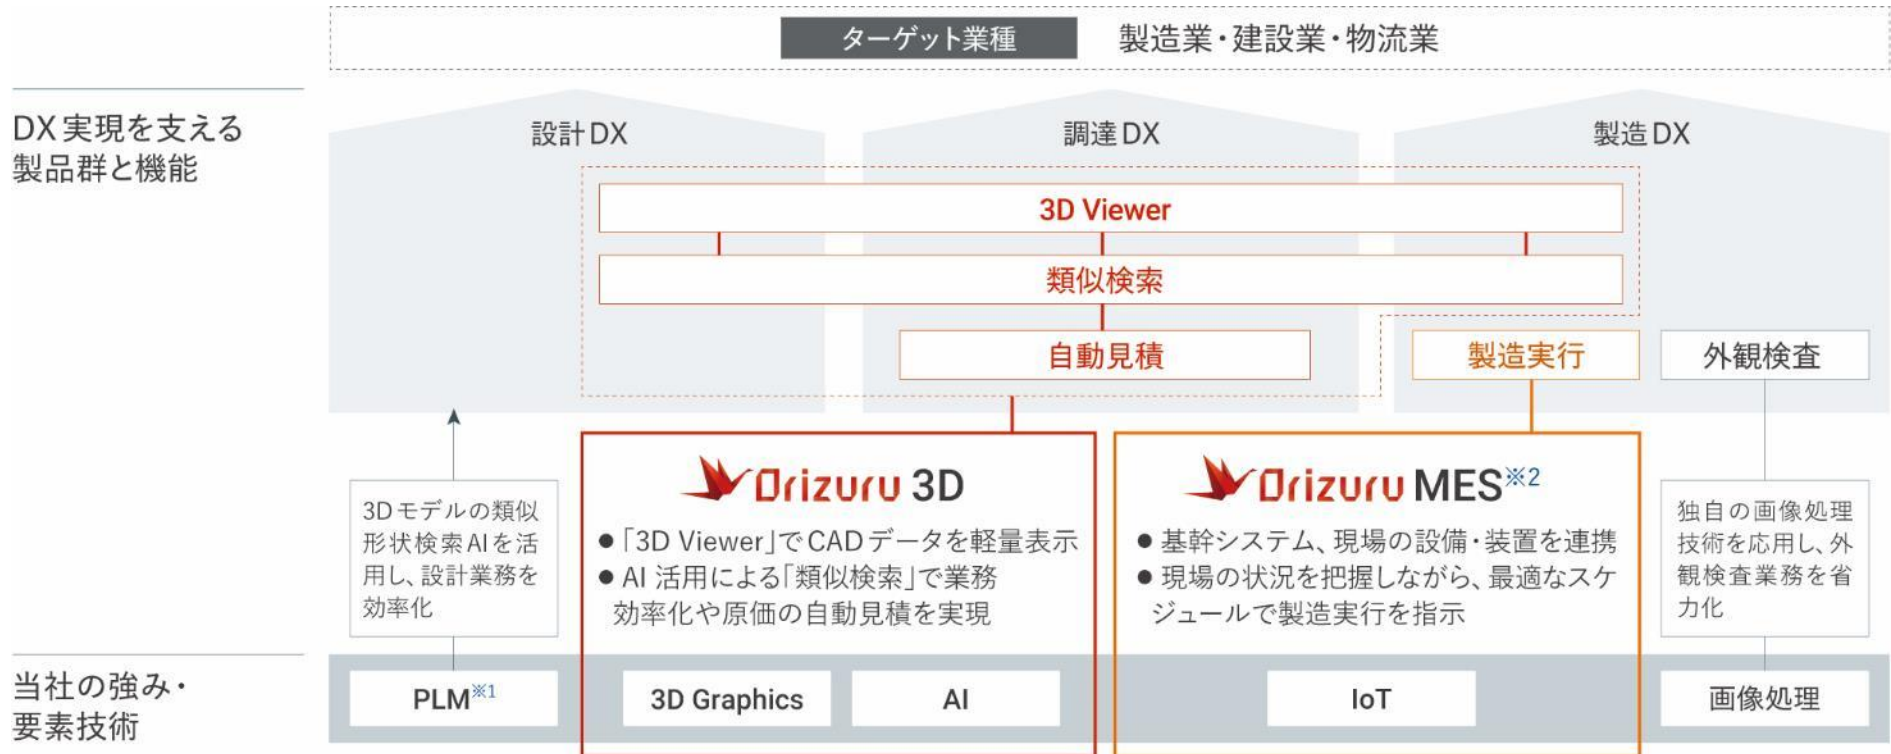 ターゲット業種
製造業・建設業・物流業
DX実現を支える
製品群と機能
設計DX
調達DX
製造DX
3D Viewer
類似検索
自動見積
製造実行
外観検査
3Dモデルの類似
形状検索AIを活
用し、設計業務を
効率化
Orizuru 3D
●「3D Viewer」でCADデータを軽量表示
● AI 活用による「類似検索」で業務
効率化や原価の自動見積を実現
Orizuru MES※2
● 基幹システム、現場の設備・装置を連携
● 現場の状況を把握しながら、最適なスケ
ジュールで製造実行を指示
独自の画像処理
技術を応用し、外
観検査業務を省
力化
当社の強み・
要素技術
PLM※1
3D Graphics
AI
IoT
画像処理